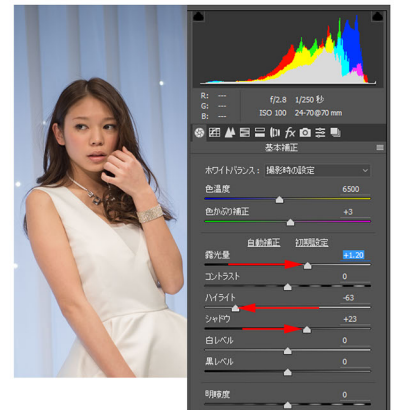 R: ---
G: ---
B: ---
f/2.8 1/250 秒
ISO 100 24-70@70 mm
fx
基本補正
ホワイトバランス: 撮影時の設定
色温度 6500
色かぶり補正 +3
自動補正 初期設定
露光量 +1.20
コントラスト 0
ハイライト -63
シャドウ +23
白レベル 0
黒レベル 0
明瞭度 0